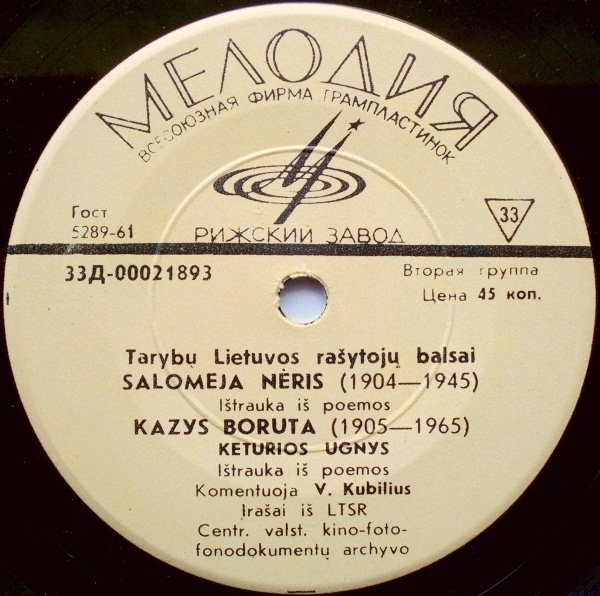 МЕЛОДИЯ
ВСЕСОЮЗНАЯ ФИРМА ГРАМПЛАСТИНОК
Гост
5289-61
33
РИЖСКИЙ ЗАВОД
33Д-00021893
Вторая группа
Цена 45 коп.
Tarybų Lietuvos rašytojų balsai
SALOMĖJA NĖRIS (1904—1945)
Ištrauka iš poemos
KAZYS BORUTA (1905—1965)
KETURIOS UGNYS
Ištrauka iš poemos
Komentuoja V. Kubilius
Įrašai iš LTSR
Centr. valst. kino-foto-
fonodokumentų archyvo